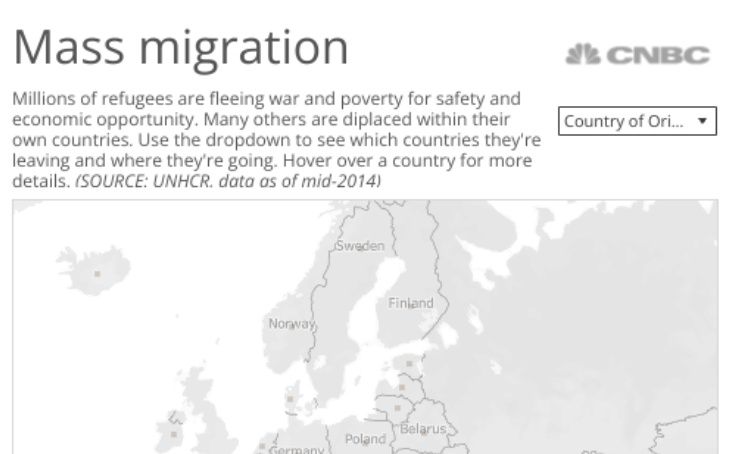 Mass migration
CNBC
Millions of refugees are fleeing war and poverty for safety and
economic opportunity. Many others are diplaced within their
own countries. Use the dropdown to see which countries they're
leaving and where they're going. Hover over a country for more
details. (SOURCE: UNHCR. data as of mid-2014)
Country of Ori...
Sweden
Finland
Norway
Belarus
Poland
Germany